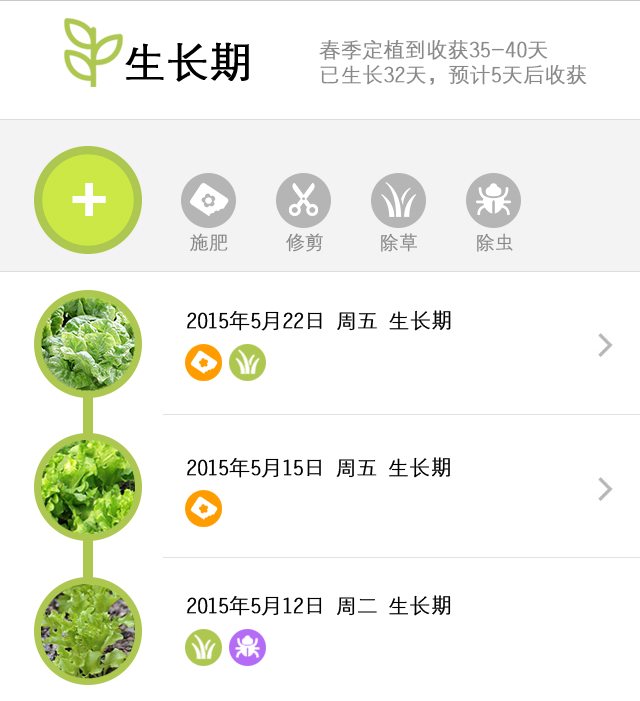 生长期
春季定植到收获35-40天
已生长32天，预计5天后收获
施肥
修剪
除草
除虫
2015年5月22日 周五 生长期
2015年5月15日 周五 生长期
2015年5月12日 周二 生长期